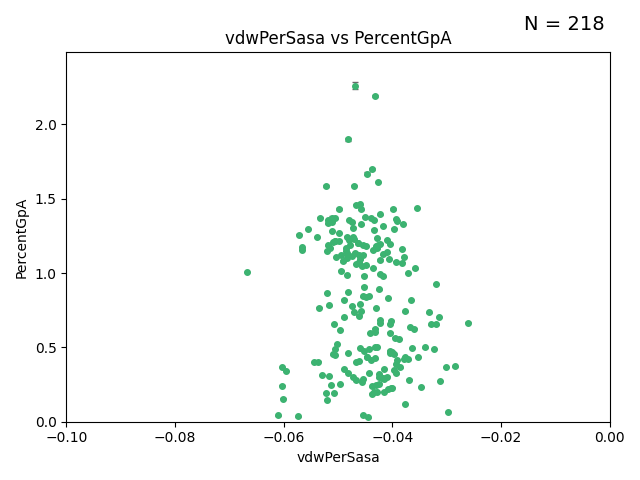 N = 218
vdwPerSasa vs PercentGpA
PercentGpA
2.0
1.5
1.0
0.5
0.0
−0.10 −0.08 −0.06 −0.04 −0.02 0.00
vdwPerSasa